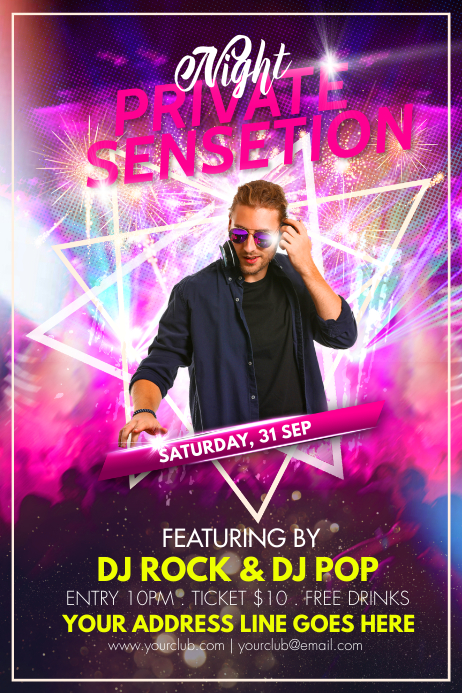 Night
PRIVATE
SENSETION
SATURDAY, 31 SEP
FEATURING BY
DJ ROCK & DJ POP
ENTRY 10PM . TICKET $10 . FREE DRINKS
YOUR ADDRESS LINE GOES HERE
www.yourclub.com | yourclub@email.com